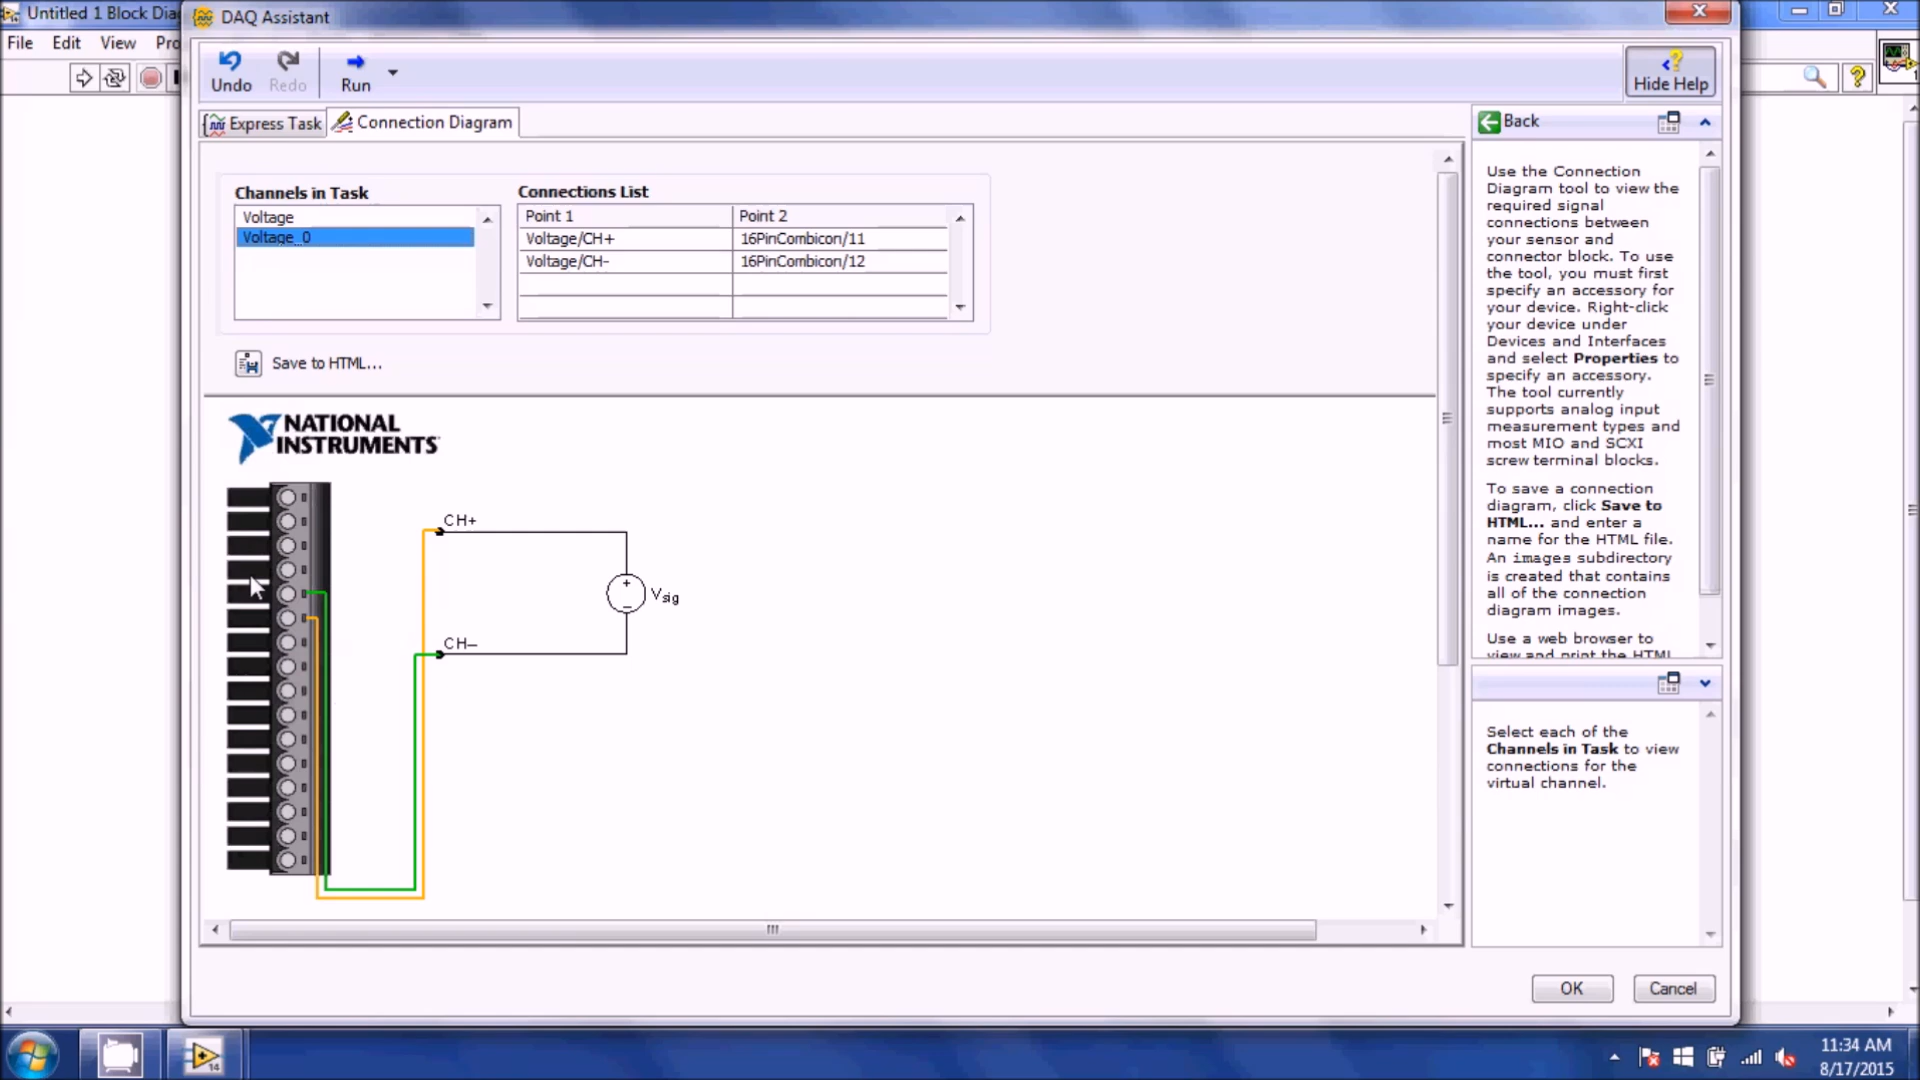 Untitled 1 Block Dia
DAQ Assistant
File Edit View Pro
Undo
Redo
Run
Hide Help
Express Task
Connection Diagram
Back
Channels in Task
Voltage
Voltage_0
Connections List
Point 1 Point 2
Voltage/CH+ 16PinCombicon/11
Voltage/CH- 16PinCombicon/12
Save to HTML...
NATIONAL
INSTRUMENTS
CH+
Vsig
CH–
Use the Connection
Diagram tool to view the
required signal
connections between
your sensor and
connector block. To use
the tool, you must first
specify an accessory for
your device. Right-click
your device under
Devices and Interfaces
and select Properties to
specify an accessory.
The tool currently
supports analog input
measurement types and
most MIO and SCXI
screw terminal blocks.
To save a connection
diagram, click Save to
HTML... and enter a
name for the HTML file.
An images subdirectory
is created that contains
all of the connection
diagram images.
Use a web browser to
view and print the HTML
Select each of the
Channels in Task to view
connections for the
virtual channel.
OK
Cancel
14
11:34 AM
8/17/2015